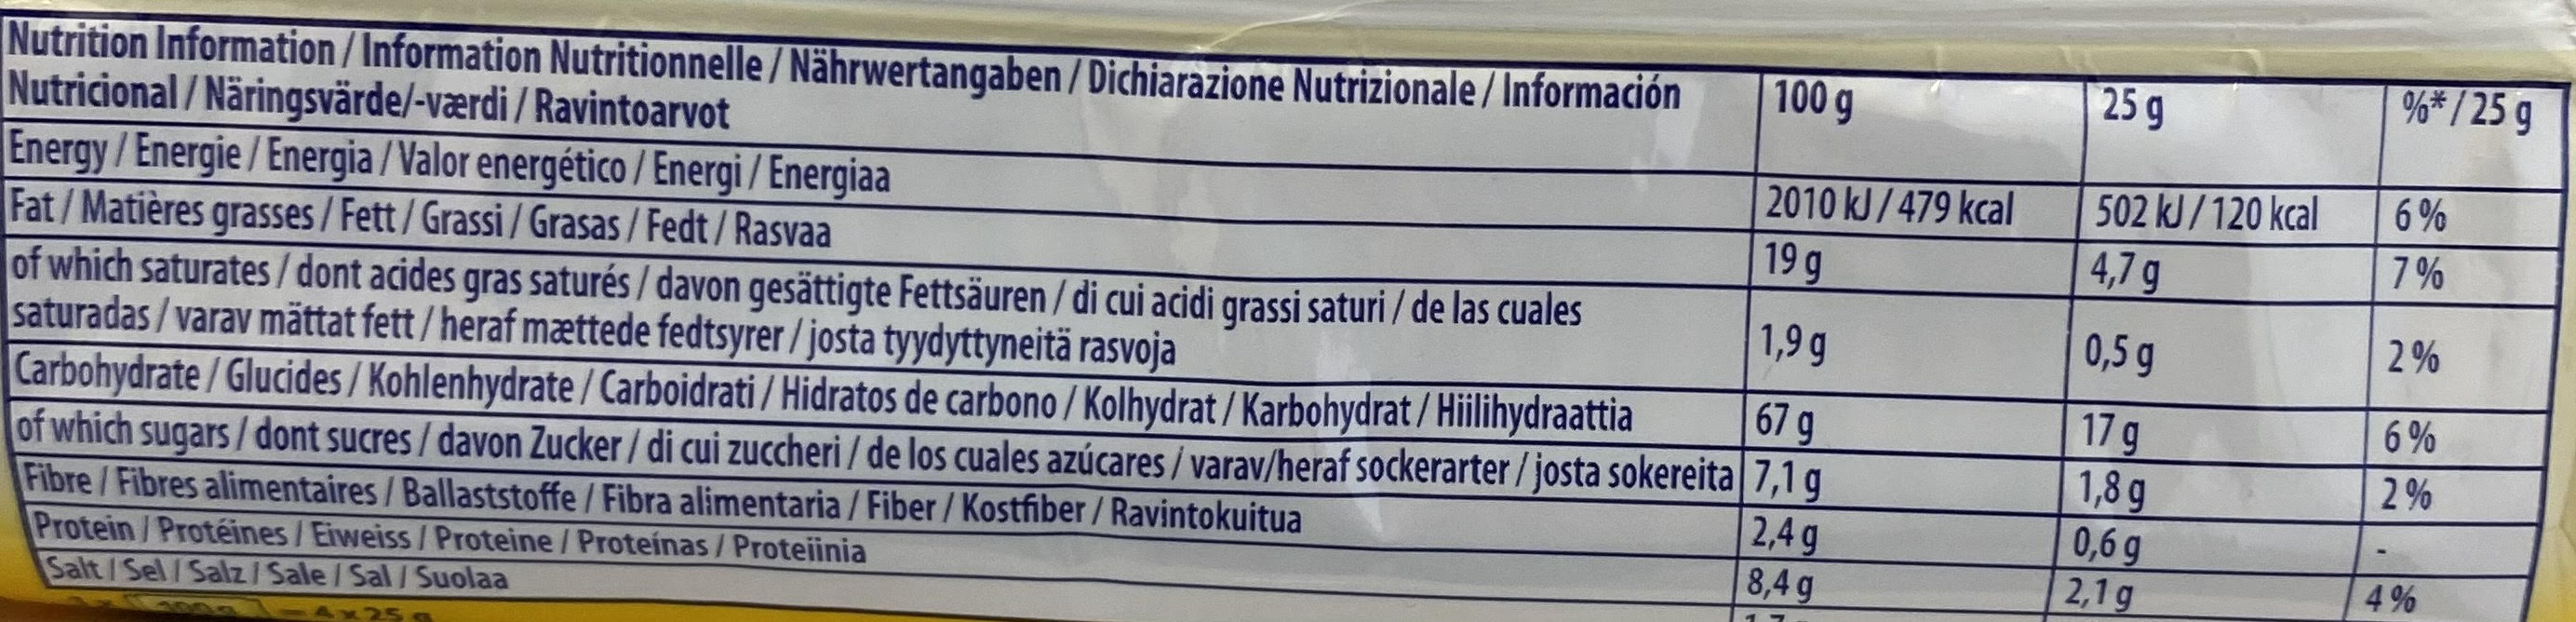 Nutrition Information / Information Nutritionnelle / Nährwertangaben / Dichiarazione Nutrizionale / Información
Nutricional / Näringsvärde/-værdi / Ravintoarvot 100 g 25 g %* / 25 g
Energy / Energie / Energia / Valor energético / Energi / Energiaa 2010 kJ / 479 kcal 502 kJ / 120 kcal 6 %
Fat / Matières grasses / Fett / Grassi / Grasas / Fedt / Rasvaa 19 g 4,7 g 7 %
of which saturates / dont acides gras saturés / davon gesättigte Fettsäuren / di cui acidi grassi saturi / de las cuales
saturadas / varav mättat fett / heraf mættede fedtsyrer / josta tyydyttyneitä rasvoja 1,9 g 0,5 g 2 %
Carbohydrate / Glucides / Kohlenhydrate / Carboidrati / Hidratos de carbono / Kolhydrat / Karbohydrat / Hiilihydraattia 67 g 17 g 6 %
of which sugars / dont sucres / davon Zucker / di cui zuccheri / de los cuales azúcares / varav/heraf sockerarter / josta sokereita 7,1 g 1,8 g 2 %
Fibre / Fibres alimentaires / Ballaststoffe / Fibra alimentaria / Fiber / Kostfiber / Ravintokuitua 2,4 g 0,6 g -
Protein / Protéines / Eiweiss / Proteine / Proteínas / Proteiinia 8,4 g 2,1 g 4 %
Salt / Sel / Salz / Sale / Sal / Suolaa
= 4 x 25 g